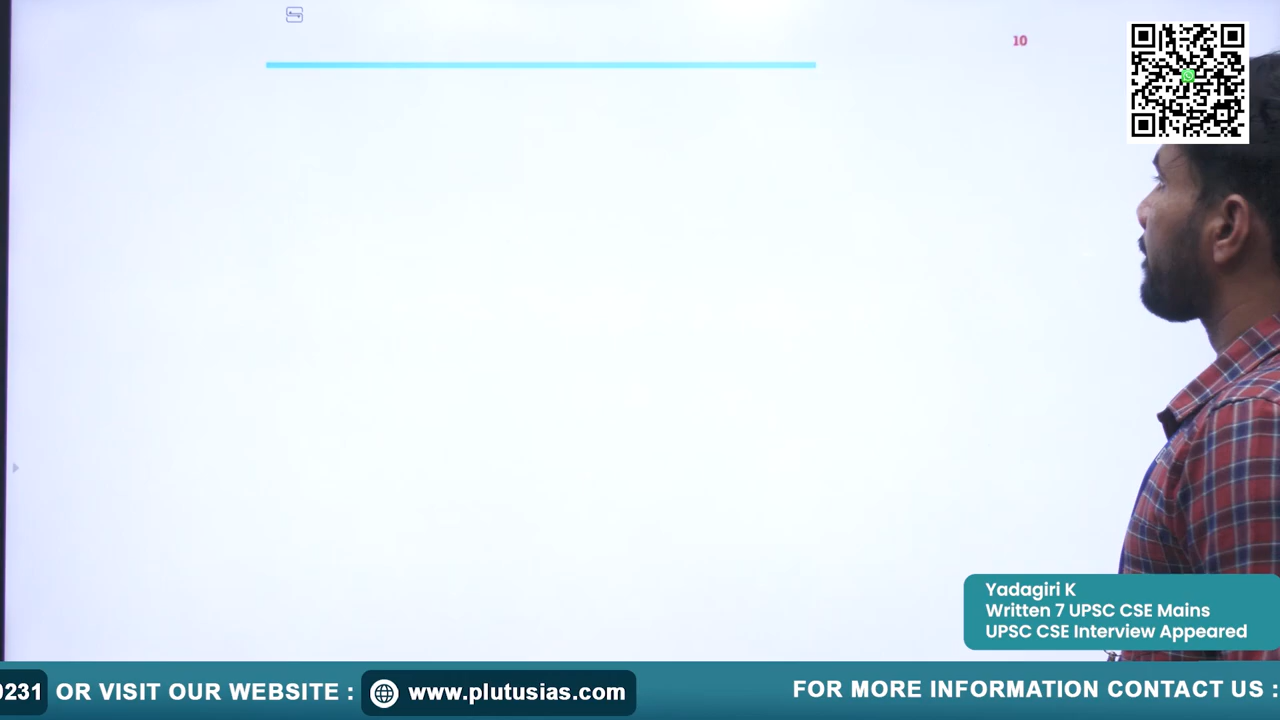 10
Yadagiri K
Written 7 UPSC CSE Mains
UPSC CSE Interview Appeared
0231 OR VISIT OUR WEBSITE : www.plutusias.com FOR MORE INFORMATION CONTACT US :